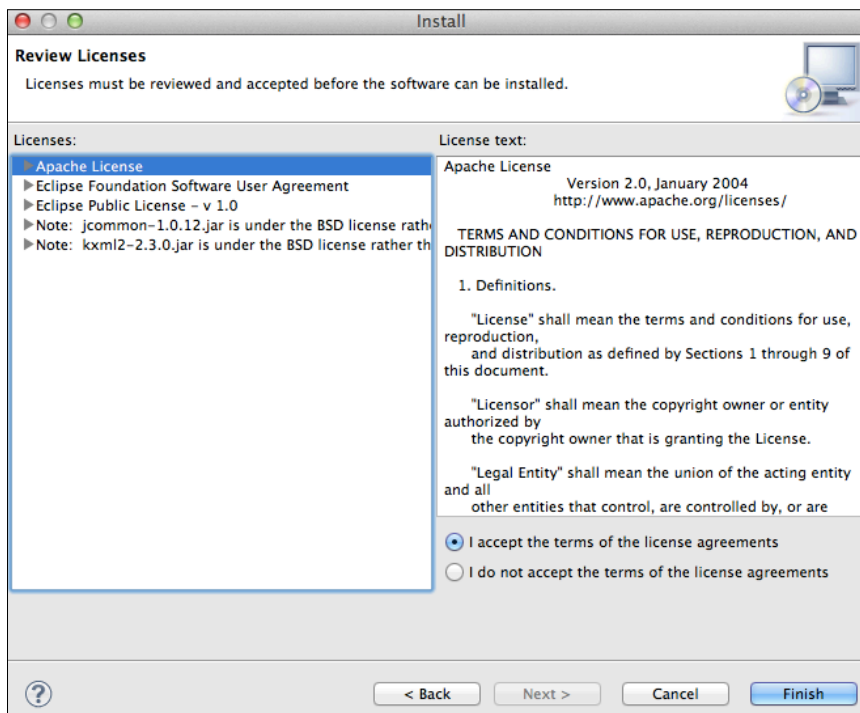 Install
Review Licenses
Licenses must be reviewed and accepted before the software can be installed.
Licenses:
Apache License
Eclipse Foundation Software User Agreement
Eclipse Public License - v 1.0
Note: jcommon-1.0.12.jar is under the BSD license rath
Note: kxml2-2.3.0.jar is under the BSD license rather th
License text:
Apache License
Version 2.0, January 2004
http://www.apache.org/licenses/
TERMS AND CONDITIONS FOR USE, REPRODUCTION, AND
DISTRIBUTION
1. Definitions.
"License" shall mean the terms and conditions for use,
reproduction,
and distribution as defined by Sections 1 through 9 of
this document.
"Licensor" shall mean the copyright owner or entity
authorized by
the copyright owner that is granting the License.
"Legal Entity" shall mean the union of the acting entity
and all
other entities that control, are controlled by, or are
I accept the terms of the license agreements
I do not accept the terms of the license agreements
?
< Back
Next >
Cancel
Finish